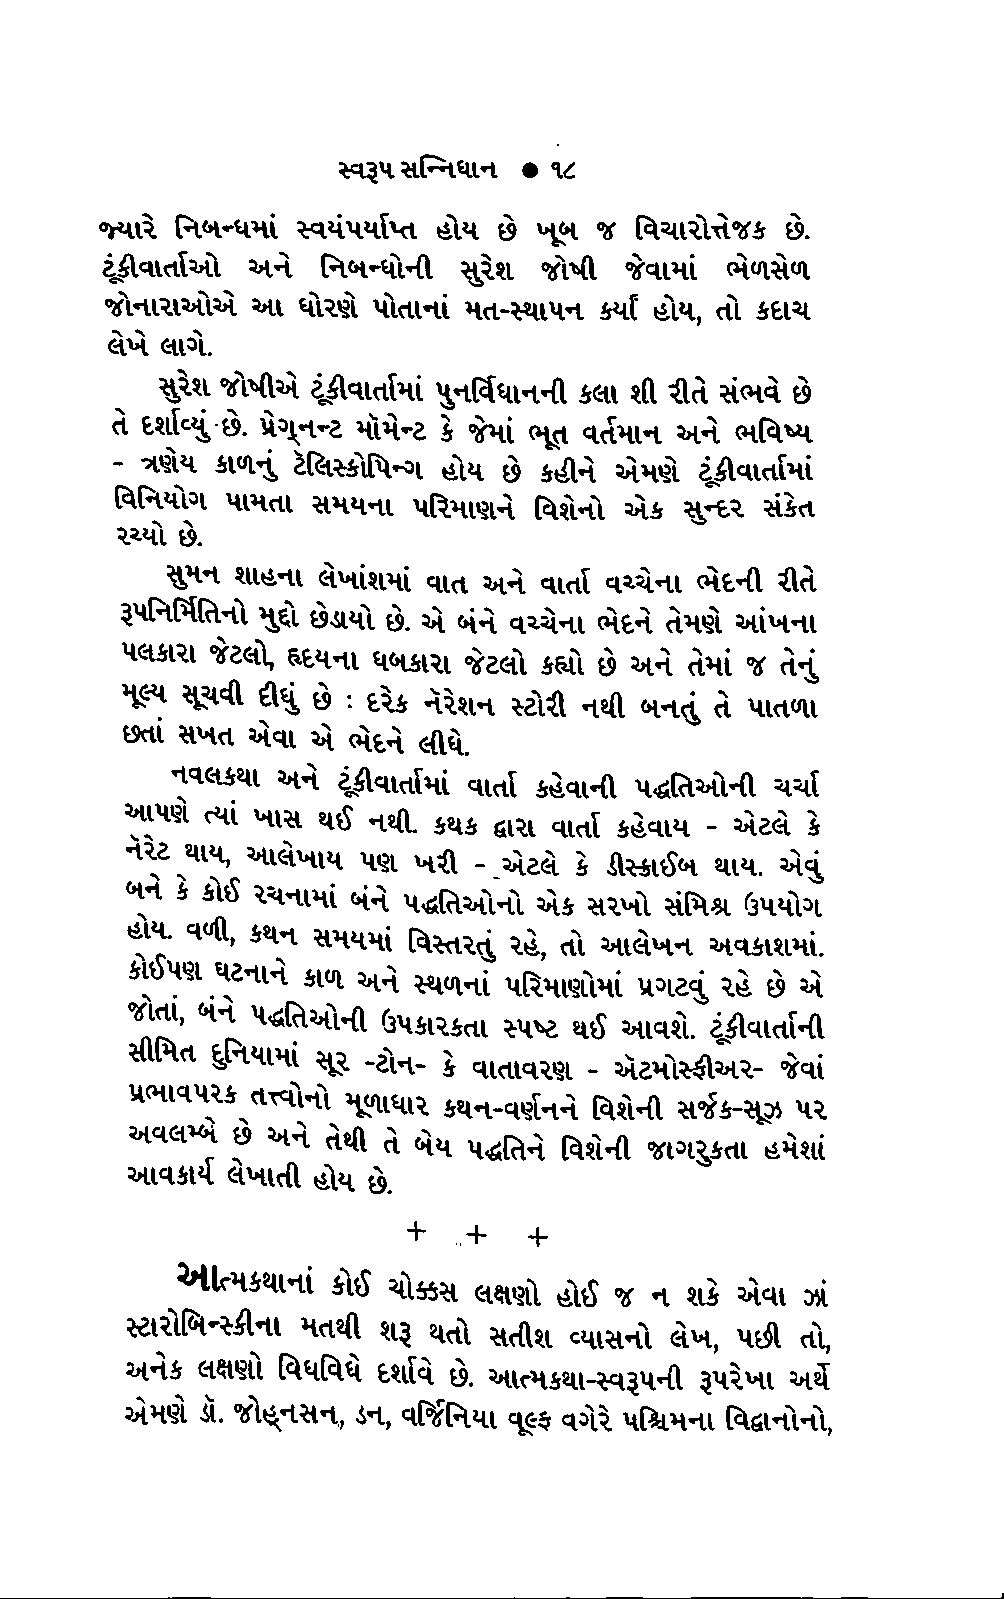 સ્વરૂપ સન્નિધાન ● ૧૮
જ્યારે નિબન્ધમાં સ્વયંપર્યાપ્ત હોય છે ખૂબ જ વિચારોત્તેજક છે.
ટૂંકીવાર્તાઓ અને નિબન્ધોની સુરેશ જોષી જેવામાં ભેળસેળ
જોનારાઓએ આ ધોરણે પોતાનાં મત-સ્થાપન કર્યાં હોય, તો કદાચ
લેખે લાગે.
સુરેશ જોષીએ ટૂંકીવાર્તામાં પુનર્વિધાનની કલા શી રીતે સંભવે છે
તે દર્શાવ્યું છે. પ્રેગ્નન્ટ મૉમેન્ટ કે જેમાં ભૂત વર્તમાન અને ભવિષ્ય
- ત્રણેય કાળનું ટૅલિસ્કોપિન્ગ હોય છે કહીને એમણે ટૂંકીવાર્તામાં
વિનિયોગ પામતા સમયના પરિમાણને વિશેનો એક સુન્દર સંકેત
રચ્યો છે.
સુમન શાહના લેખાંશમાં વાત અને વાર્તા વચ્ચેના ભેદની રીતે
રૂપનિર્મિતિનો મુદ્દો છેડાયો છે. એ બંને વચ્ચેના ભેદને તેમણે આંખના
પલકારા જેટલો, હૃદયના ધબકારા જેટલો કહ્યો છે અને તેમાં જ તેનું
મૂલ્ય સૂચવી દીધું છે : દરેક નૅરેશન સ્ટોરી નથી બનતું તે પાતળા
છતાં સખત એવા એ ભેદને લીધે.
નવલકથા અને ટૂંકીવાર્તામાં વાર્તા કહેવાની પદ્ધતિઓની ચર્ચા
આપણે ત્યાં ખાસ થઈ નથી. કથક દ્વારા વાર્તા કહેવાય - એટલે કે
નૅરેટ થાય, આલેખાય પણ ખરી - એટલે કે ડીસ્ક્રાઈબ થાય. એવું
બને કે કોઈ રચનામાં બંને પદ્ધતિઓનો એક સરખો સંમિશ્ર ઉપયોગ
હોય. વળી, કથન સમયમાં વિસ્તરતું રહે, તો આલેખન અવકાશમાં.
કોઈપણ ઘટનાને કાળ અને સ્થળનાં પરિમાણોમાં પ્રગટવું રહે છે એ
જોતાં, બંને પદ્ધતિઓની ઉપકારકતા સ્પષ્ટ થઈ આવશે. ટૂંકીવાર્તાની
સીમિત દુનિયામાં સૂર -ટોન- કે વાતાવરણ - ઍટમોસ્ફીઅર- જેવાં
પ્રભાવપરક તત્ત્વોનો મૂળાધાર કથન-વર્ણનને વિશેની સર્જક-સૂઝ પર
અવલમ્બે છે અને તેથી તે બેય પદ્ધતિને વિશેની જાગરુકતા હમેશાં
આવકાર્ય લેખાતી હોય છે.
+ + +
આત્મકથાનાં કોઈ ચોક્કસ લક્ષણો હોઈ જ ન શકે એવા ઝાં
સ્ટારોબિન્સ્કીના મતથી શરૂ થતો સતીશ વ્યાસનો લેખ, પછી તો,
અનેક લક્ષણો વિધવિધે દર્શાવે છે. આત્મકથા-સ્વરૂપની રૂપરેખા અર્થે
એમણે ડૉ. જોહ્નસન, ડન, વર્જિનિયા વૂલ્ફ વગેરે પશ્ચિમના વિદ્વાનોનો,